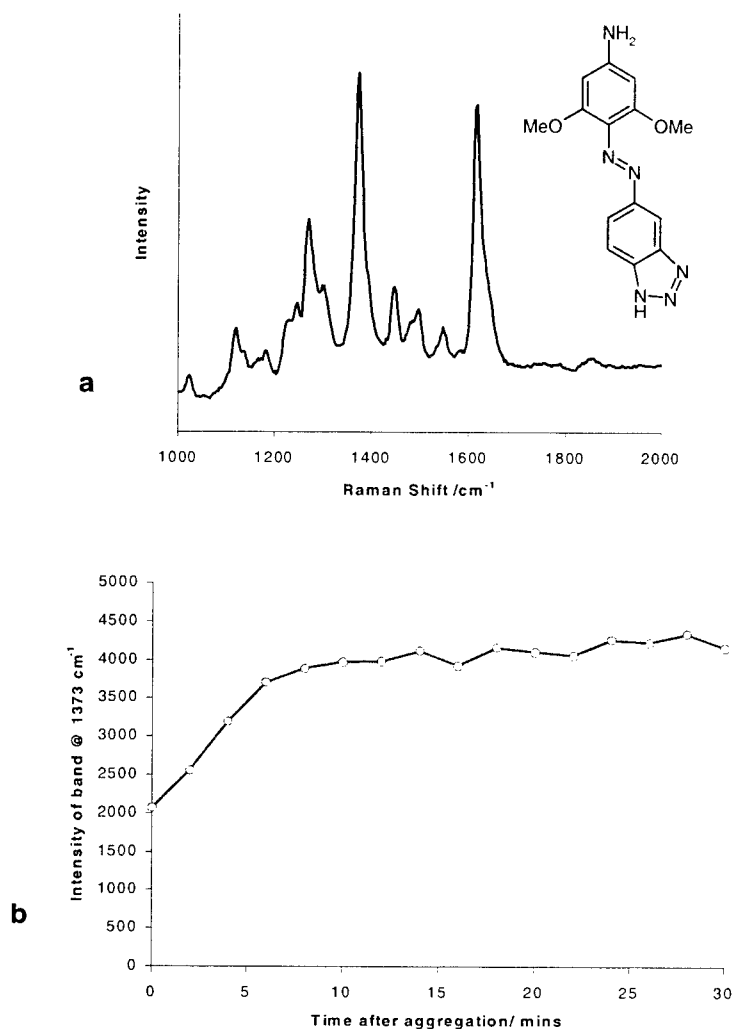 NH2
MeO
OMe
N
N
N
N
N
H
Intensity
a
1000 1200 1400 1600 1800 2000
Raman Shift /cm-1
5000
4500
4000
3500
3000
2500
2000
1500
1000
500
0
Intensity of band @ 1373 cm-1
b
0 5 10 15 20 25 30
Time after aggregation/ mins